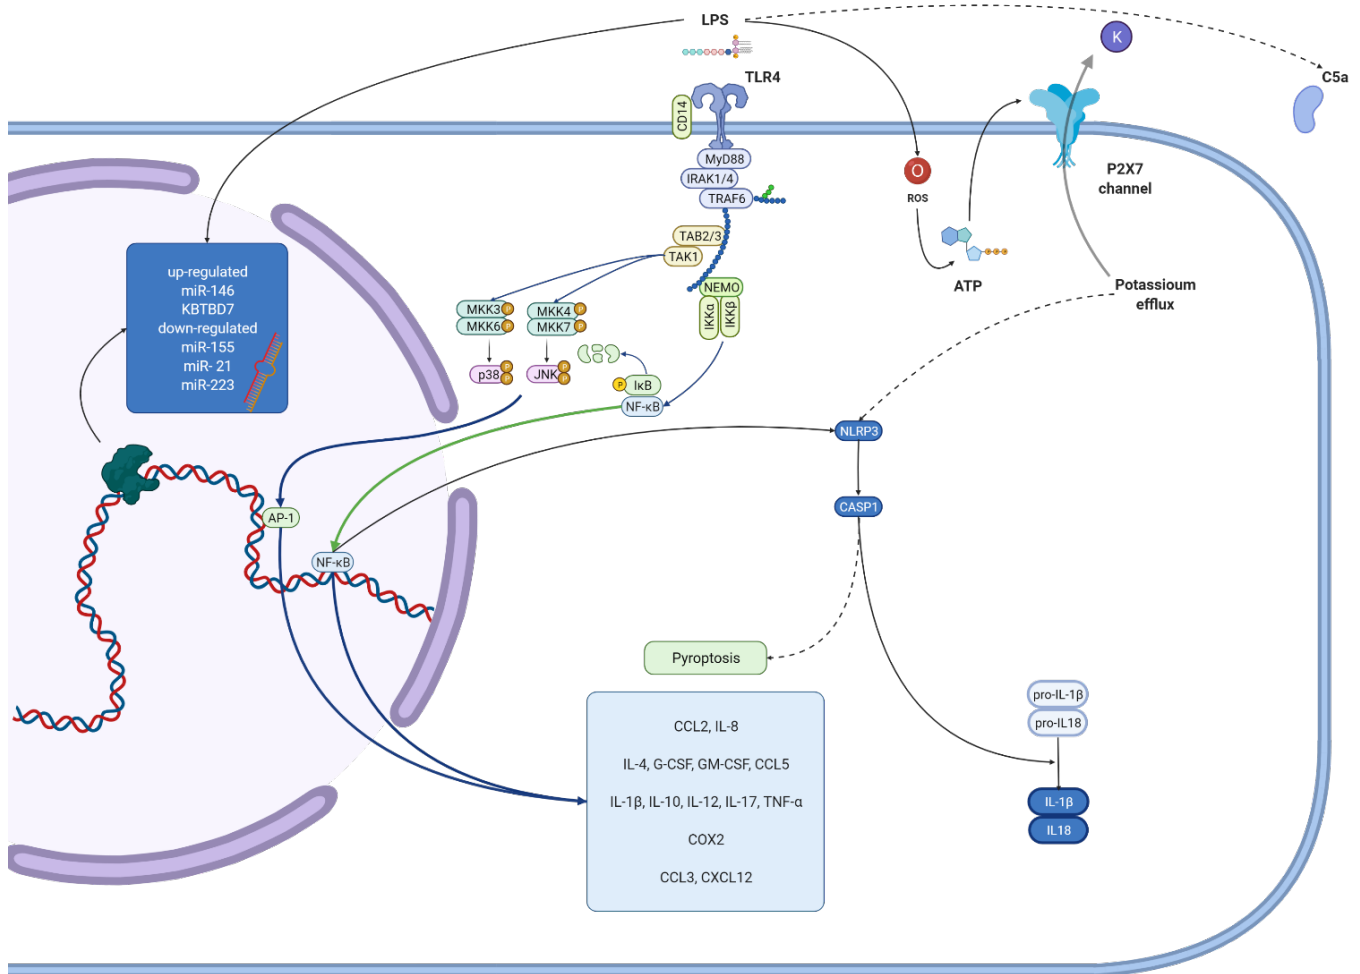 LPS
K
C5a
TLR4
CD14
MyD88
IRAK1/4
TRAF6
TAB2/3
TAK1
O
ROS
ATP
P2X7
channel
Potassioum
efflux
up-regulated
miR-146
KBTBD7
down-regulated
miR-155
miR- 21
miR-223
MKK3
P
MKK6
P
MKK4
P
MKK7
P
NEMO
IKKα
IKKβ
p38
P
P
JNK
P
P
P
IκB
NF-κB
NLRP3
CASP1
AP-1
NF-κB
Pyroptosis
CCL2, IL-8
IL-4, G-CSF, GM-CSF, CCL5
IL-1β, IL-10, IL-12, IL-17, TNF-α
COX2
CCL3, CXCL12
pro-IL-1β
pro-IL18
IL-1β
IL18